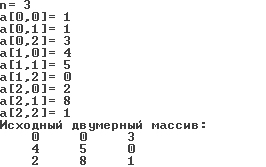 n= 3
a[0,0]= 1
a[0,1]= 1
a[0,2]= 3
a[1,0]= 4
a[1,1]= 5
a[1,2]= 0
a[2,0]= 2
a[2,1]= 8
a[2,2]= 1
Исходный двумерный массив:
0 0 3
4 5 0
2 8 1